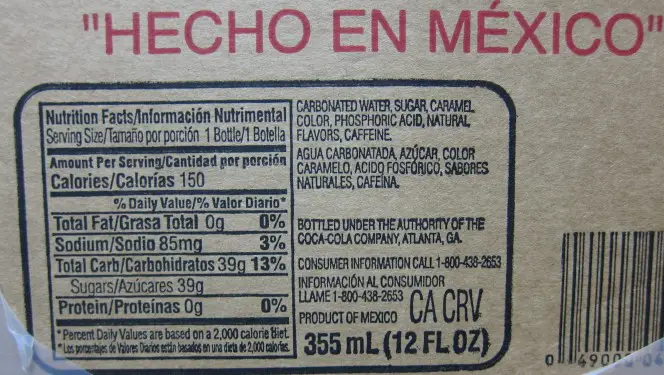 "HECHO EN MÉXICO"
Nutrition Facts/Información Nutrimental
Serving Size/Tamaño por porción 1 Bottle/1 Botella
Amount Per Serving/Cantidad por porción
Calories/Calorías 150
% Daily Value/% Valor Diario*
Total Fat/Grasa Total 0g 0%
Sodium/Sodio 85mg 3%
Total Carb/Carbohidratos 39g 13%
Sugars/Azúcares 39g
Protein/Proteínas 0g 0%
*Percent Daily Values are based on a 2,000 calorie diet.
*Los porcentajes de Valores Diarios están basados en una dieta de 2,000 calorías.
CARBONATED WATER, SUGAR, CARAMEL
COLOR, PHOSPHORIC ACID, NATURAL
FLAVORS, CAFFEINE.
AGUA CARBONATADA, AZÚCAR, COLOR
CARAMELO, ACIDO FOSFÓRICO, SABORES
NATURALES, CAFEÍNA.
BOTTLED UNDER THE AUTHORITY OF THE
COCA-COLA COMPANY, ATLANTA, GA.
CONSUMER INFORMATION CALL 1-800-438-2653
INFORMACIÓN AL CONSUMIDOR
LLAME 1-800-438-2653
PRODUCT OF MEXICO CA CRV
355 mL (12 FL OZ)
0 49000 04